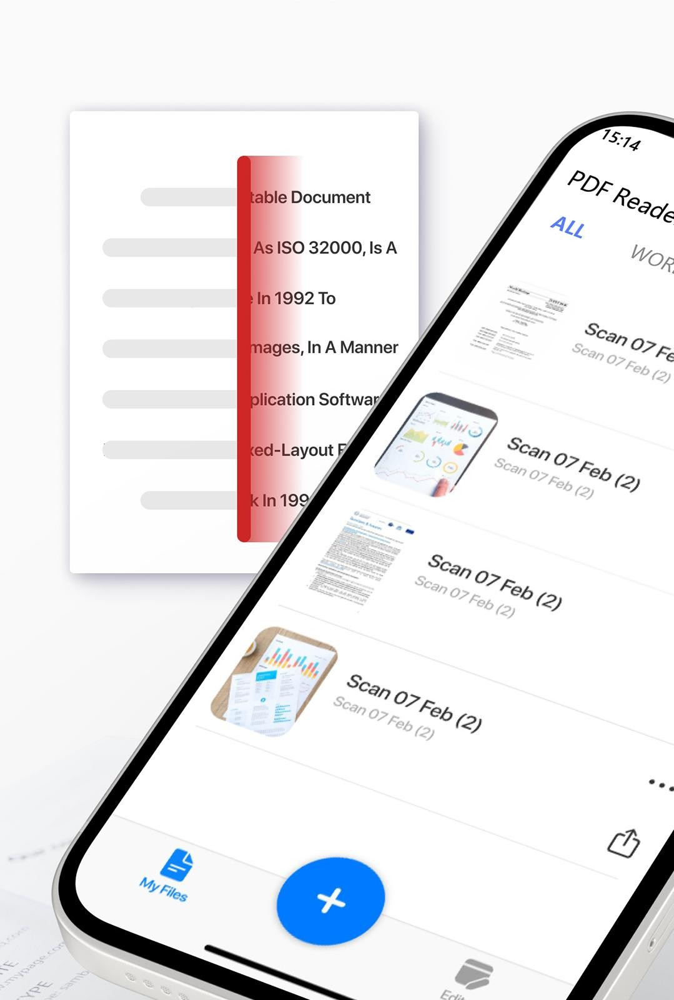 table Document
As ISO 32000, Is A
e In 1992 To
mages, In A Manner
plication Softwar
xed-Layout F
k In 199
15:14
PDF Reade
ALL
WOR
Scan 07 Fe
Scan 07 Feb (2)
Scan 07 Feb (2)
Scan 07 Feb (2)
Scan 07 Feb (2)
Scan 07 Feb (2)
Scan 07 Feb (2)
Scan 07 Feb (2)
My Files
Edit